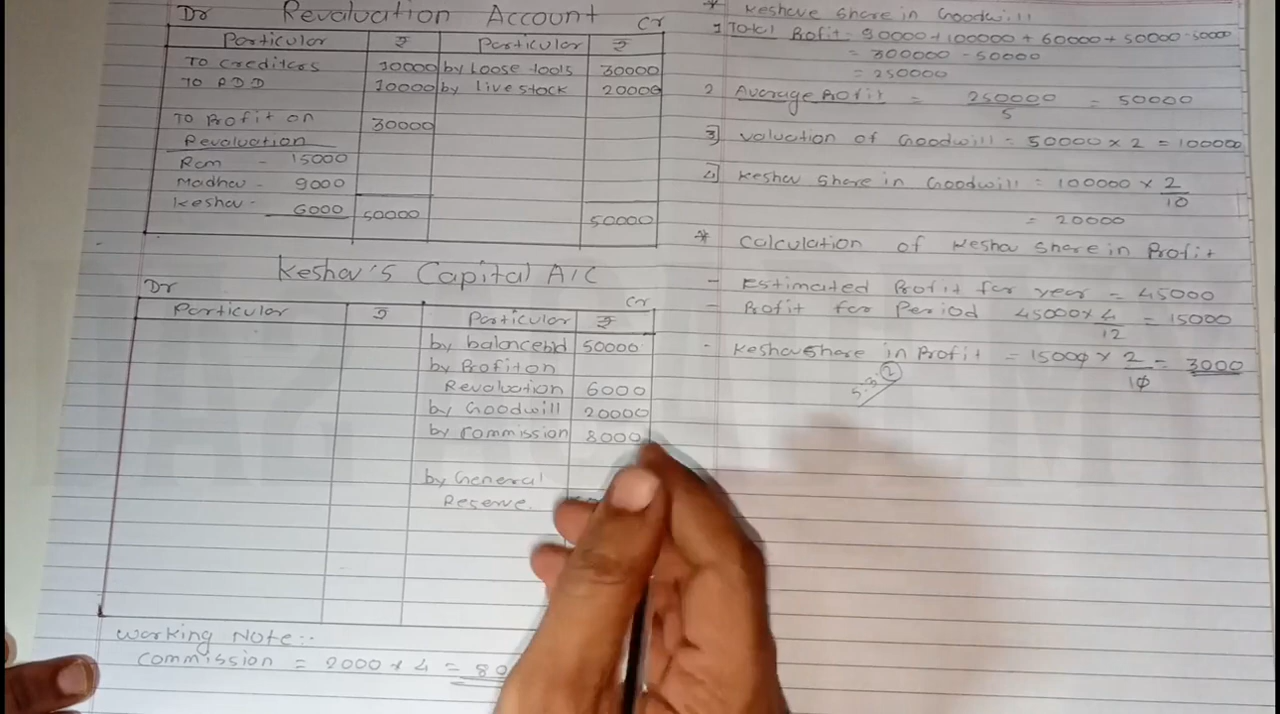 Revaluation Account
Dr
Cr
Particular ₹ Particular ₹
To creditors 10000 by Loose tools 30000
TO RDD 10000 by livestock 20000
To Profit on 30000
Revaluation
Ram - 15000
Madhav - 9000
Keshav - 6000 50000 50000
Keshav's Capital A/C
Dr
Cr
Particular ₹ Particular ₹
by balance b/d 50000
by Profit on
Revaluation 6000
by Goodwill 20000
by commission 8000
by General
Reserve.
Working Note:-
Commission = 2000 × 4 =
* Keshave share in Goodwill
1 Total Profit = 90000 + 100000 + 60000 + 50000 - 50000
= 300000 - 50000
= 250000
2 Average Profit = 250000/5 = 50000
3] Valuation of Goodwill = 50000 × 2 = 100000
4] Keshav share in Goodwill = 100000 × 2/10
= 20000
* Calculation of Keshav share in Profit
- Estimated Profit for year = 45000
- Profit for Period 45000 × 4/12 = 15000
- Keshav share in Profit = 15000 × 2/10 = 3000
5:3:2